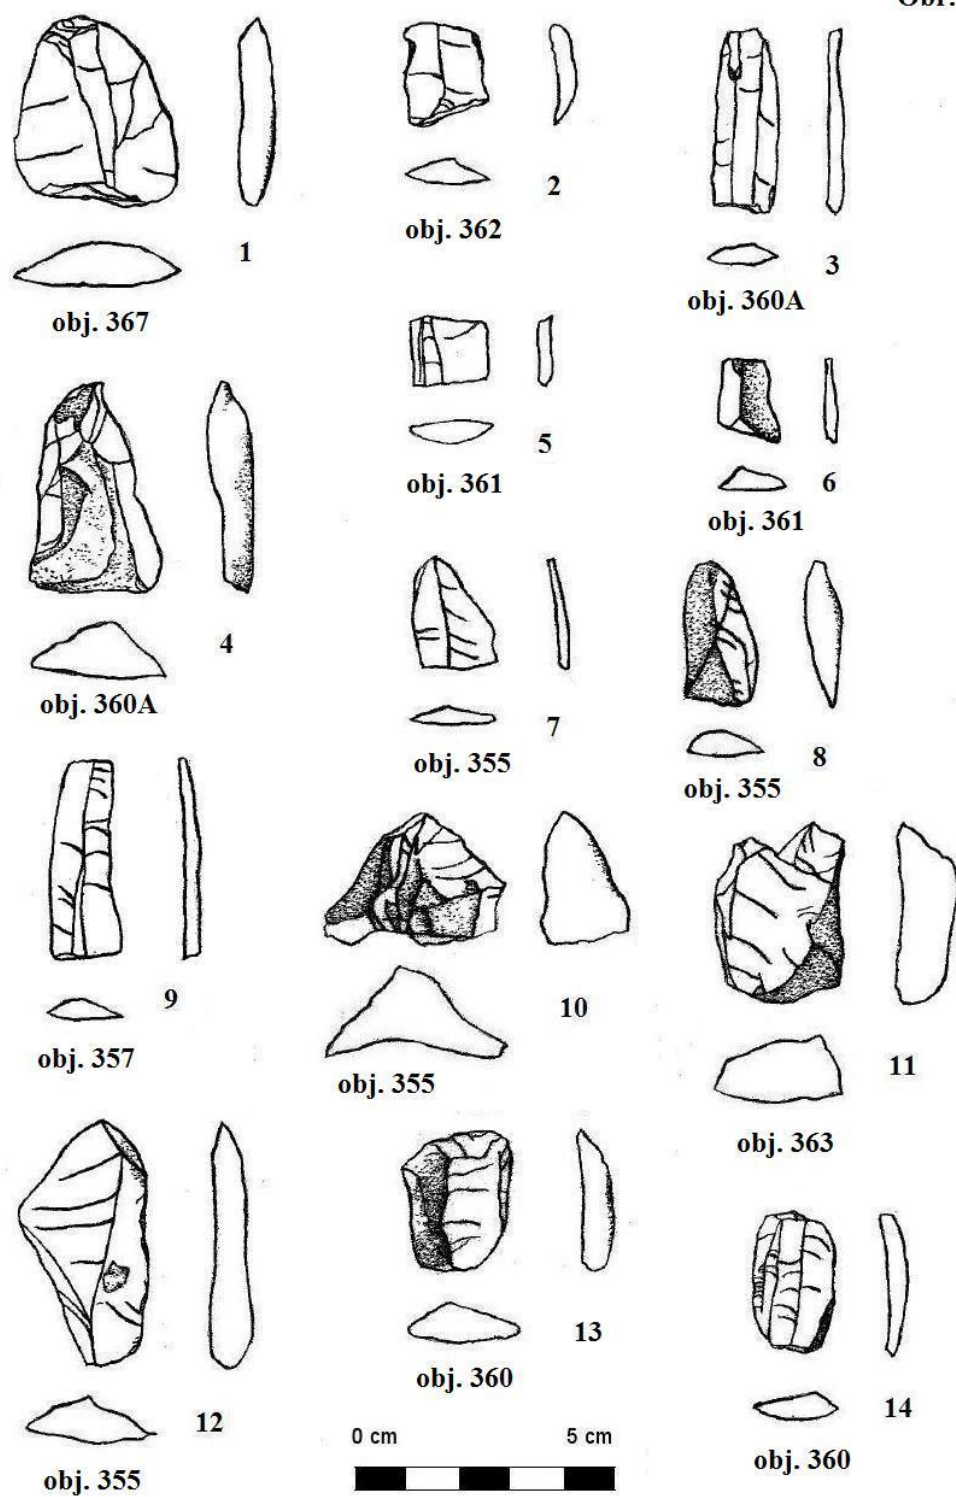 Obr.
1
obj. 367
2
obj. 362
3
obj. 360A
4
obj. 360A
5
obj. 361
6
obj. 361
7
obj. 355
8
obj. 355
9
obj. 357
10
obj. 355
11
obj. 363
12
obj. 355
13
obj. 360
14
obj. 360
0 cm 5 cm